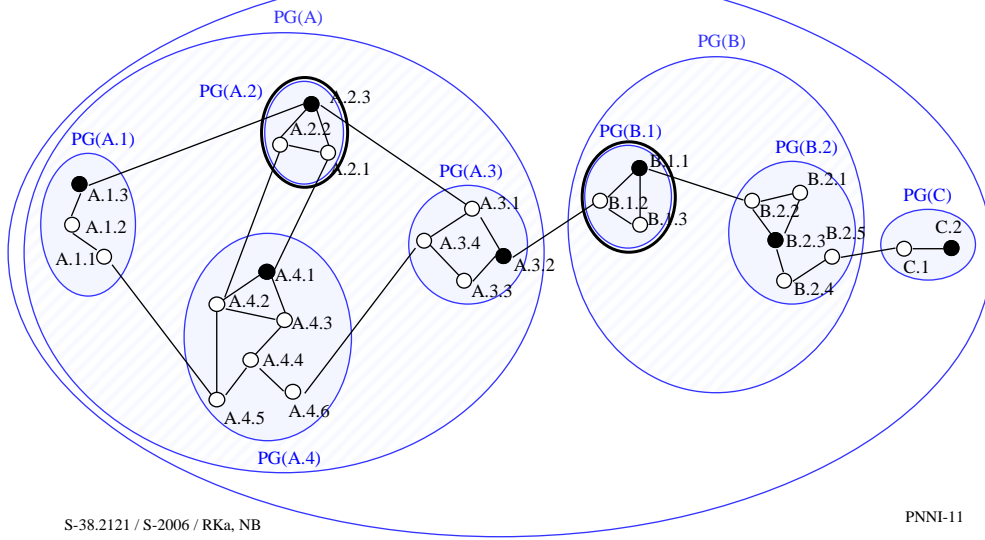 PG(A)
PG(B)
PG(A.2)
A.2.3
A.2.2
A.2.1
PG(A.1)
A.1.3
A.1.2
A.1.1
PG(A.3)
A.3.1
A.3.4
A.3.2
A.3.3
A.4.1
A.4.2
A.4.3
A.4.4
A.4.5
A.4.6
PG(A.4)
PG(B.1)
B.1.1
B.1.2
B.1.3
PG(B.2)
B.2.1
B.2.2
B.2.3
B.2.5
B.2.4
PG(C)
C.2
C.1
S-38.2121 / S-2006 / RKa, NB
PNNI-11